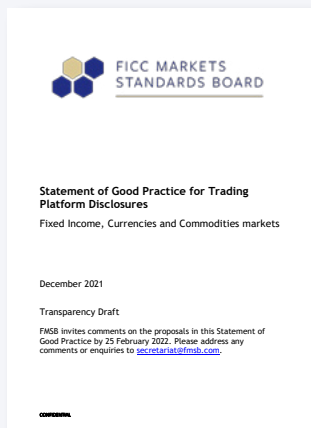 FICC MARKETS
STANDARDS BOARD
Statement of Good Practice for Trading
Platform Disclosures
Fixed Income, Currencies and Commodities markets
December 2021
Transparency Draft
FMSB invites comments on the proposals in this Statement of
Good Practice by 25 February 2022. Please address any
comments or enquiries to secretariat@fmsb.com.
CONFIDENTIAL